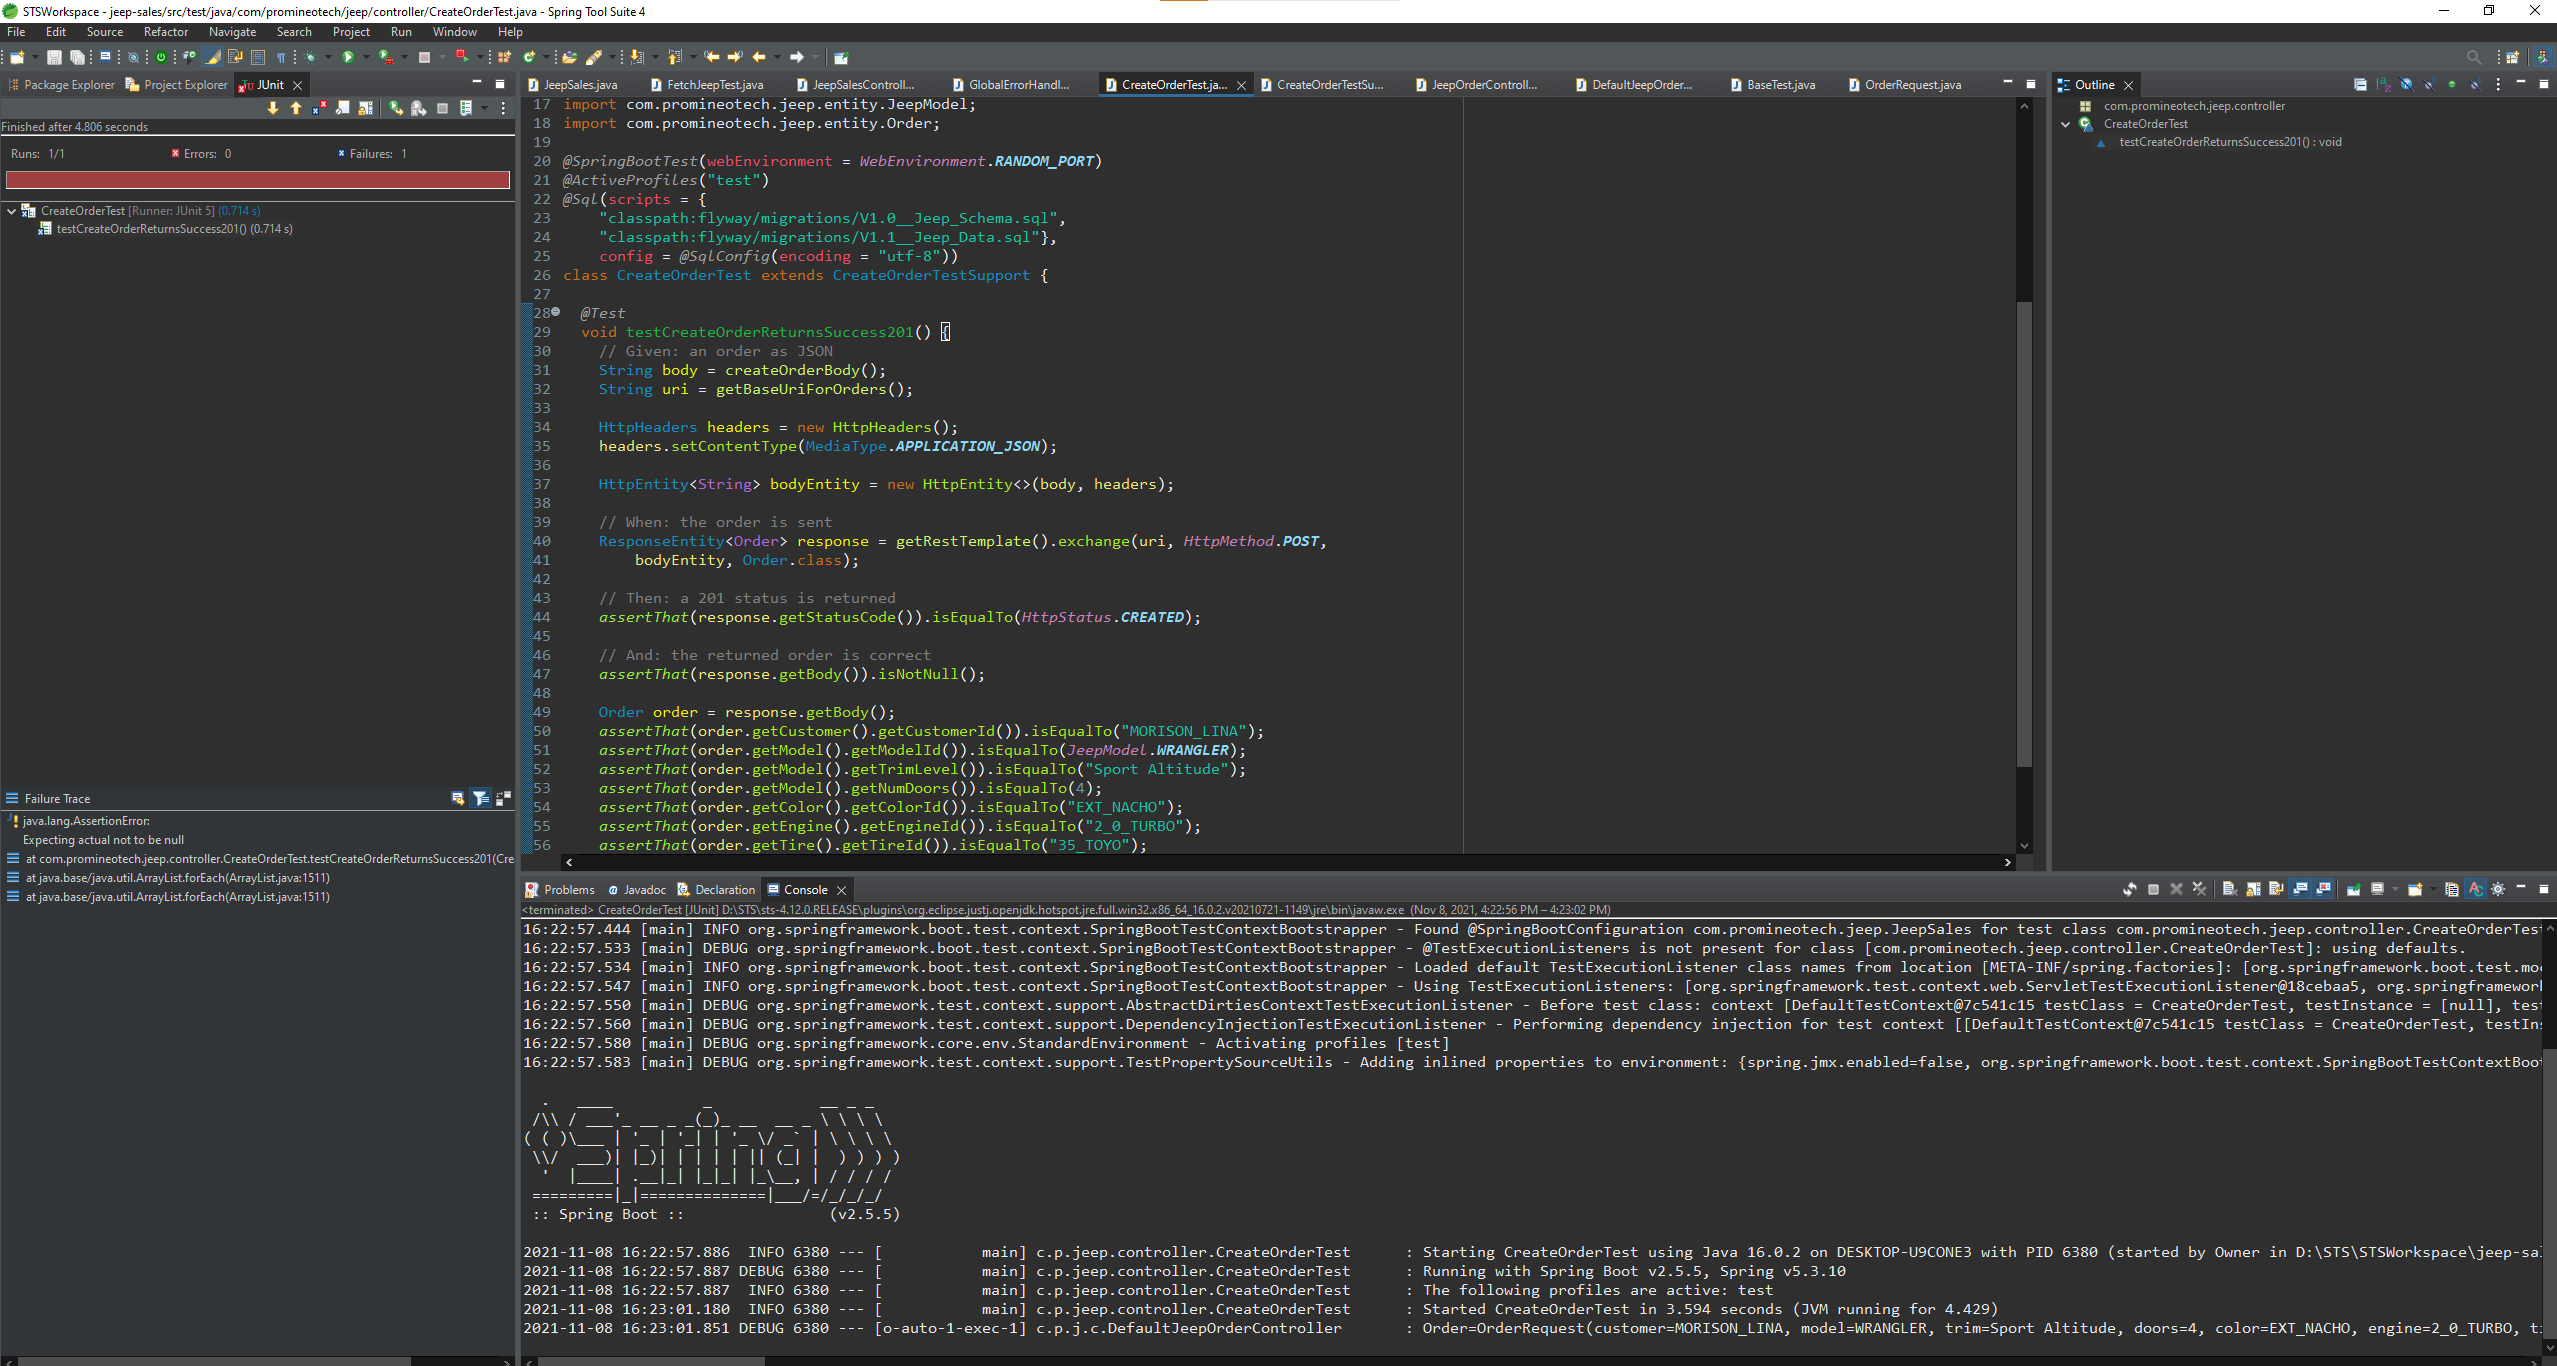 STSWorkspace - jeep-sales/src/test/java/com/promineotech/jeep/controller/CreateOrderTest.java - Spring Tool Suite 4
File Edit Source Refactor Navigate Search Project Run Window Help
Package Explorer Project Explorer JUnit
Finished after 4.806 seconds
Runs: 1/1 Errors: 0 Failures: 1
CreateOrderTest [Runner: JUnit 5] (0.714 s)
testCreateOrderReturnsSuccess201() (0.714 s)
Failure Trace
java.lang.AssertionError:
Expecting actual not to be null
at com.promineotech.jeep.controller.CreateOrderTest.testCreateOrderReturnsSuccess201(Cre
at java.base/java.util.ArrayList.forEach(ArrayList.java:1511)
at java.base/java.util.ArrayList.forEach(ArrayList.java:1511)
JeepSales.java FetchJeepTest.java JeepSalesControll... GlobalErrorHandl... CreateOrderTest.ja... CreateOrderTestSu... JeepOrderControll... DefaultJeepOrder... BaseTest.java OrderRequest.java
17 import com.promineotech.jeep.entity.JeepModel;
18 import com.promineotech.jeep.entity.Order;
19
20 @SpringBootTest(webEnvironment = WebEnvironment.RANDOM_PORT)
21 @ActiveProfiles("test")
22 @Sql(scripts = {
23 "classpath:flyway/migrations/V1.0__Jeep_Schema.sql",
24 "classpath:flyway/migrations/V1.1__Jeep_Data.sql"},
25 config = @SqlConfig(encoding = "utf-8"))
26 class CreateOrderTest extends CreateOrderTestSupport {
27
28 @Test
29 void testCreateOrderReturnsSuccess201() {
30 // Given: an order as JSON
31 String body = createOrderBody();
32 String uri = getBaseUriForOrders();
33
34 HttpHeaders headers = new HttpHeaders();
35 headers.setContentType(MediaType.APPLICATION_JSON);
36
37 HttpEntity<String> bodyEntity = new HttpEntity<>(body, headers);
38
39 // When: the order is sent
40 ResponseEntity<Order> response = getRestTemplate().exchange(uri, HttpMethod.POST,
41 bodyEntity, Order.class);
42
43 // Then: a 201 status is returned
44 assertThat(response.getStatusCode()).isEqualTo(HttpStatus.CREATED);
45
46 // And: the returned order is correct
47 assertThat(response.getBody()).isNotNull();
48
49 Order order = response.getBody();
50 assertThat(order.getCustomer().getCustomerId()).isEqualTo("MORISON_LINA");
51 assertThat(order.getModel().getModelId()).isEqualTo(JeepModel.WRANGLER);
52 assertThat(order.getModel().getTrimLevel()).isEqualTo("Sport Altitude");
53 assertThat(order.getModel().getNumDoors()).isEqualTo(4);
54 assertThat(order.getColor().getColorId()).isEqualTo("EXT_NACHO");
55 assertThat(order.getEngine().getEngineId()).isEqualTo("2_0_TURBO");
56 assertThat(order.getTire().getTireId()).isEqualTo("35_TOYO");
Outline
com.promineotech.jeep.controller
CreateOrderTest
testCreateOrderReturnsSuccess201() : void
Problems Javadoc Declaration Console
<terminated> CreateOrderTest [JUnit] D:\STS\sts-4.12.0.RELEASE\plugins\org.eclipse.justj.openjdk.hotspot.jre.full.win32.x86_64_16.0.2.v20210721-1149\jre\bin\javaw.exe (Nov 8, 2021, 4:22:56 PM – 4:23:02 PM)
16:22:57.444 [main] INFO org.springframework.boot.test.context.SpringBootTestContextBootstrapper - Found @SpringBootConfiguration com.promineotech.jeep.JeepSales for test class com.promineotech.jeep.controller.CreateOrderTes
16:22:57.533 [main] DEBUG org.springframework.boot.test.context.SpringBootTestContextBootstrapper - @TestExecutionListeners is not present for class [com.promineotech.jeep.controller.CreateOrderTest]: using defaults.
16:22:57.534 [main] INFO org.springframework.boot.test.context.SpringBootTestContextBootstrapper - Loaded default TestExecutionListener class names from location [META-INF/spring.factories]: [org.springframework.boot.test.mo
16:22:57.547 [main] INFO org.springframework.boot.test.context.SpringBootTestContextBootstrapper - Using TestExecutionListeners: [org.springframework.test.context.web.ServletTestExecutionListener@18cebaa5, org.springframework
16:22:57.550 [main] DEBUG org.springframework.test.context.support.AbstractDirtiesContextTestExecutionListener - Before test class: context [DefaultTestContext@7c541c15 testClass = CreateOrderTest, testInstance = [null], tes
16:22:57.560 [main] DEBUG org.springframework.test.context.support.DependencyInjectionTestExecutionListener - Performing dependency injection for test context [[DefaultTestContext@7c541c15 testClass = CreateOrderTest, testIn
16:22:57.580 [main] DEBUG org.springframework.core.env.StandardEnvironment - Activating profiles [test]
16:22:57.583 [main] DEBUG org.springframework.test.context.support.TestPropertySourceUtils - Adding inlined properties to environment: {spring.jmx.enabled=false, org.springframework.boot.test.context.SpringBootTestContextBoot
Spring
:: Spring Boot :: (v2.5.5)
2021-11-08 16:22:57.886 INFO 6380 --- [ main] c.p.jeep.controller.CreateOrderTest : Starting CreateOrderTest using Java 16.0.2 on DESKTOP-U9CONE3 with PID 6380 (started by Owner in D:\STS\STSWorkspace\jeep-sa
2021-11-08 16:22:57.887 DEBUG 6380 --- [ main] c.p.jeep.controller.CreateOrderTest : Running with Spring Boot v2.5.5, Spring v5.3.10
2021-11-08 16:22:57.887 INFO 6380 --- [ main] c.p.jeep.controller.CreateOrderTest : The following profiles are active: test
2021-11-08 16:23:01.180 INFO 6380 --- [ main] c.p.jeep.controller.CreateOrderTest : Started CreateOrderTest in 3.594 seconds (JVM running for 4.429)
2021-11-08 16:23:01.851 DEBUG 6380 --- [o-auto-1-exec-1] c.p.j.c.DefaultJeepOrderController : Order=OrderRequest(customer=MORISON_LINA, model=WRANGLER, trim=Sport Altitude, doors=4, color=EXT_NACHO, engine=2_0_TURBO, t